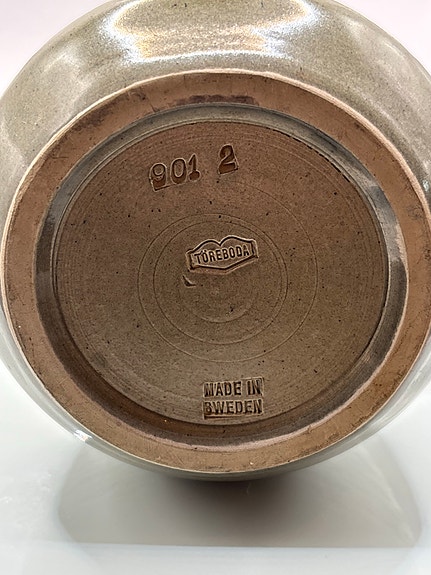 901 2
TÖREBODA
MADE IN
SWEDEN